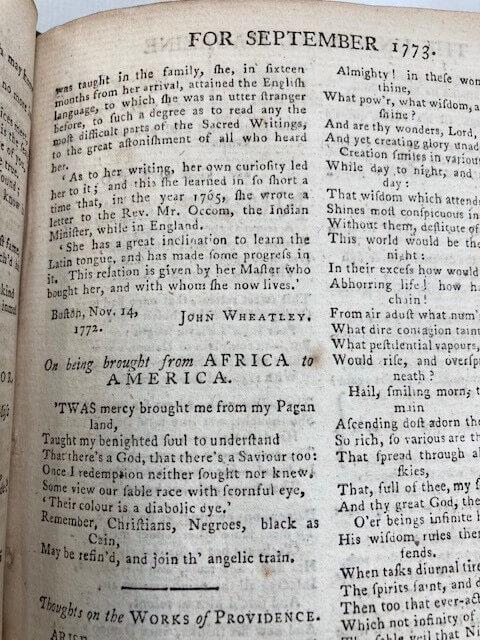 FOR SEPTEMBER 1773.
was taught in the family, ſhe, in ſixteen
months from her arrival, attained the Engliſh
language, to which ſhe was an utter ſtranger
before, to ſuch a degree as to read any the
moſt difficult parts of the Sacred Writings,
to the great aſtoniſhment of all who heard
her.
‘As to her writing, her own curioſity led
her to it; and this ſhe learned in ſo ſhort a
time that, in the year 1765, ſhe wrote a
letter to the Rev. Mr. Occom, the Indian
Miniſter, while in England.
‘She has a great inclination to learn the
Latin tongue, and has made ſome progreſs in
it. This relation is given by her Maſter who
bought her, and with whom ſhe now lives.’
Boſton, Nov. 14,
1772. JOHN WHEATLEY.
On being brought from AFRICA to
AMERICA.
'TWAS mercy brought me from my Pagan
land,
Taught my benighted ſoul to underſtand
That there's a God, that there's a Saviour too:
Once I redemption neither ſought nor knew.
Some view our ſable race with ſcornful eye,
‘Their colour is a diabolic dye.’
Remember, Chriſtians, Negroes, black as
Cain,
May be refin'd, and join th' angelic train.
Thoughts on the WORKS of PROVIDENCE.
Almighty! in theſe
thine,
What pow'r, what wiſdom,
ſhine?
And are thy wonders, Lord,
And yet creating glory
Creation ſmiles in
While day to night, and
day:
That wiſdom which
Shines moſt conſpicuous in
Without them, deſtitute of
This world would be the
night:
In their exceſs how would
Abhorring life! how
chain!
From air aduſt what
What dire contagion
What peſtilential vapours,
Would riſe, and
neath?
Hail, ſmiling morn,
main
Aſcending doſt adorn the
So rich, ſo various are
That ſpread through
ſkies,
That, full of thee, my
And thy great God, the
O'er beings infinite
His wiſdom rules
tends.
When taſks diurnal
The ſpirits faint, and
Then too that
Which not infinity of
The ſable veil that